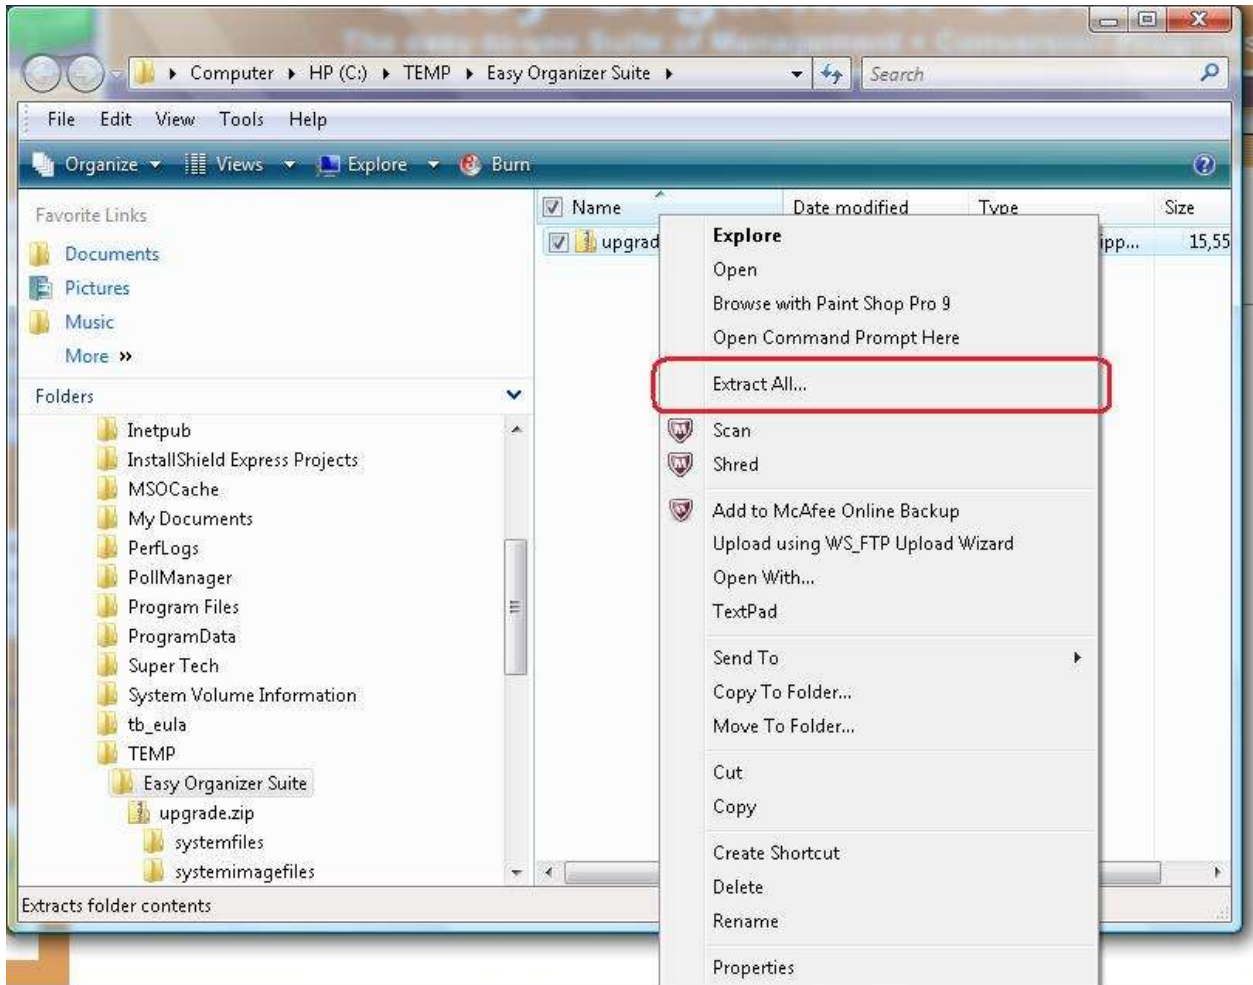 Computer ▸ HP (C:) ▸ TEMP ▸ Easy Organizer Suite ▸
Search
File Edit View Tools Help
Organize Views Explore Burn
Favorite Links
Documents
Pictures
Music
More »
Folders
Inetpub
InstallShield Express Projects
MSOCache
My Documents
PerfLogs
PollManager
Program Files
ProgramData
Super Tech
System Volume Information
tb_eula
TEMP
Easy Organizer Suite
upgrade.zip
systemfiles
systemimagefiles
Name Date modified Type Size
upgrad ipp... 15,55
Explore
Open
Browse with Paint Shop Pro 9
Open Command Prompt Here
Extract All...
Scan
Shred
Add to McAfee Online Backup
Upload using WS_FTP Upload Wizard
Open With...
TextPad
Send To
Copy To Folder...
Move To Folder...
Cut
Copy
Create Shortcut
Delete
Rename
Properties
Extracts folder contents